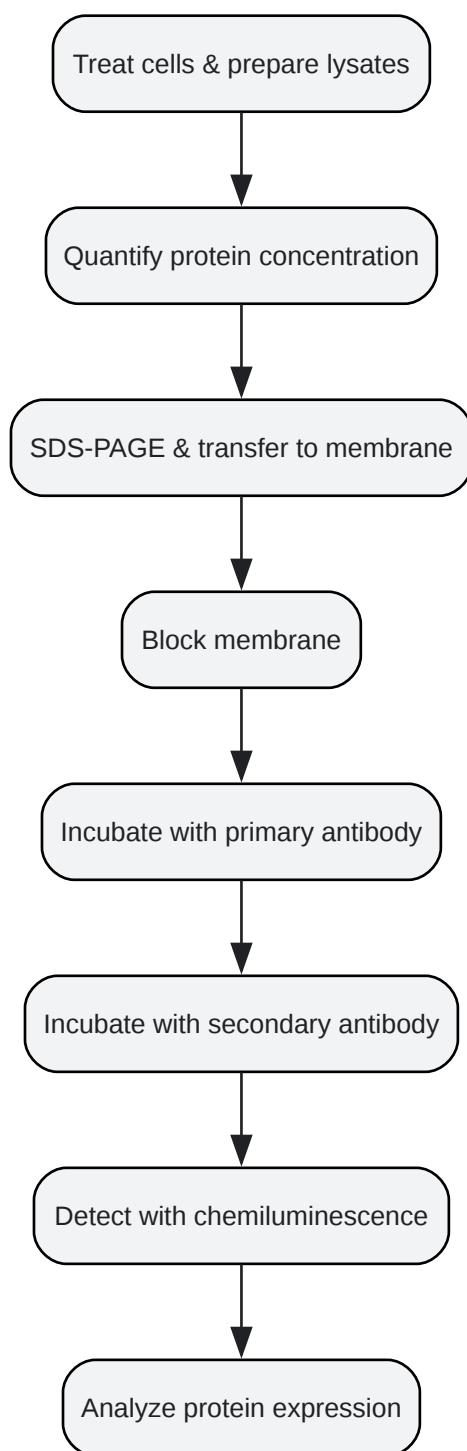 Treat cells & prepare lysates
Quantify protein concentration
SDS-PAGE & transfer to membrane
Block membrane
Incubate with primary antibody
Incubate with secondary antibody
Detect with chemiluminescence
Analyze protein expression